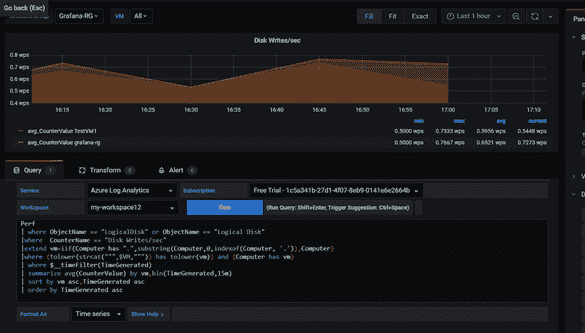 Go back (Esc)
Grafana-RG VM All
Fill Fit Exact Last 1 hour
Disk Writes/sec
0.8 wps
0.7 wps
0.6 wps
0.5 wps
0.4 wps
16:15 16:20 16:25 16:30 16:35 16:40 16:45 16:50 16:55 17:00 17:05 17:10
min max avg current
avg_CounterValue TestVM1 0.5000 wps 0.7333 wps 0.5956 wps 0.5448 wps
avg_CounterValue grafana-rg 0.5000 wps 0.7667 wps 0.6521 wps 0.7273 wps
Query 1 Transform 0 Alert 0
Service Azure Log Analytics Subscription Free Trial - 1c5a341b-27d1-4f07-8eb9-0141e6e2664b
Workspace my-workspace12 Run (Run Query: Shift+Enter, Trigger Suggestion: Ctrl+Space)
Perf
| where ObjectName == "LogicalDisk" or ObjectName == "Logical Disk"
|where CounterName == "Disk Writes/sec"
|extend vm=iif(Computer has ".",substring(Computer,0,indexof(Computer, '.')),Computer)
|where (tolower(strcat(""",$VM,""")) has tolower(vm)) and (Computer has vm)
| where $__timeFilter(TimeGenerated)
| summarize avg(CounterValue) by vm,bin(TimeGenerated,15m)
| sort by vm asc,TimeGenerated asc
| order by TimeGenerated asc
Format As Time series Show Help